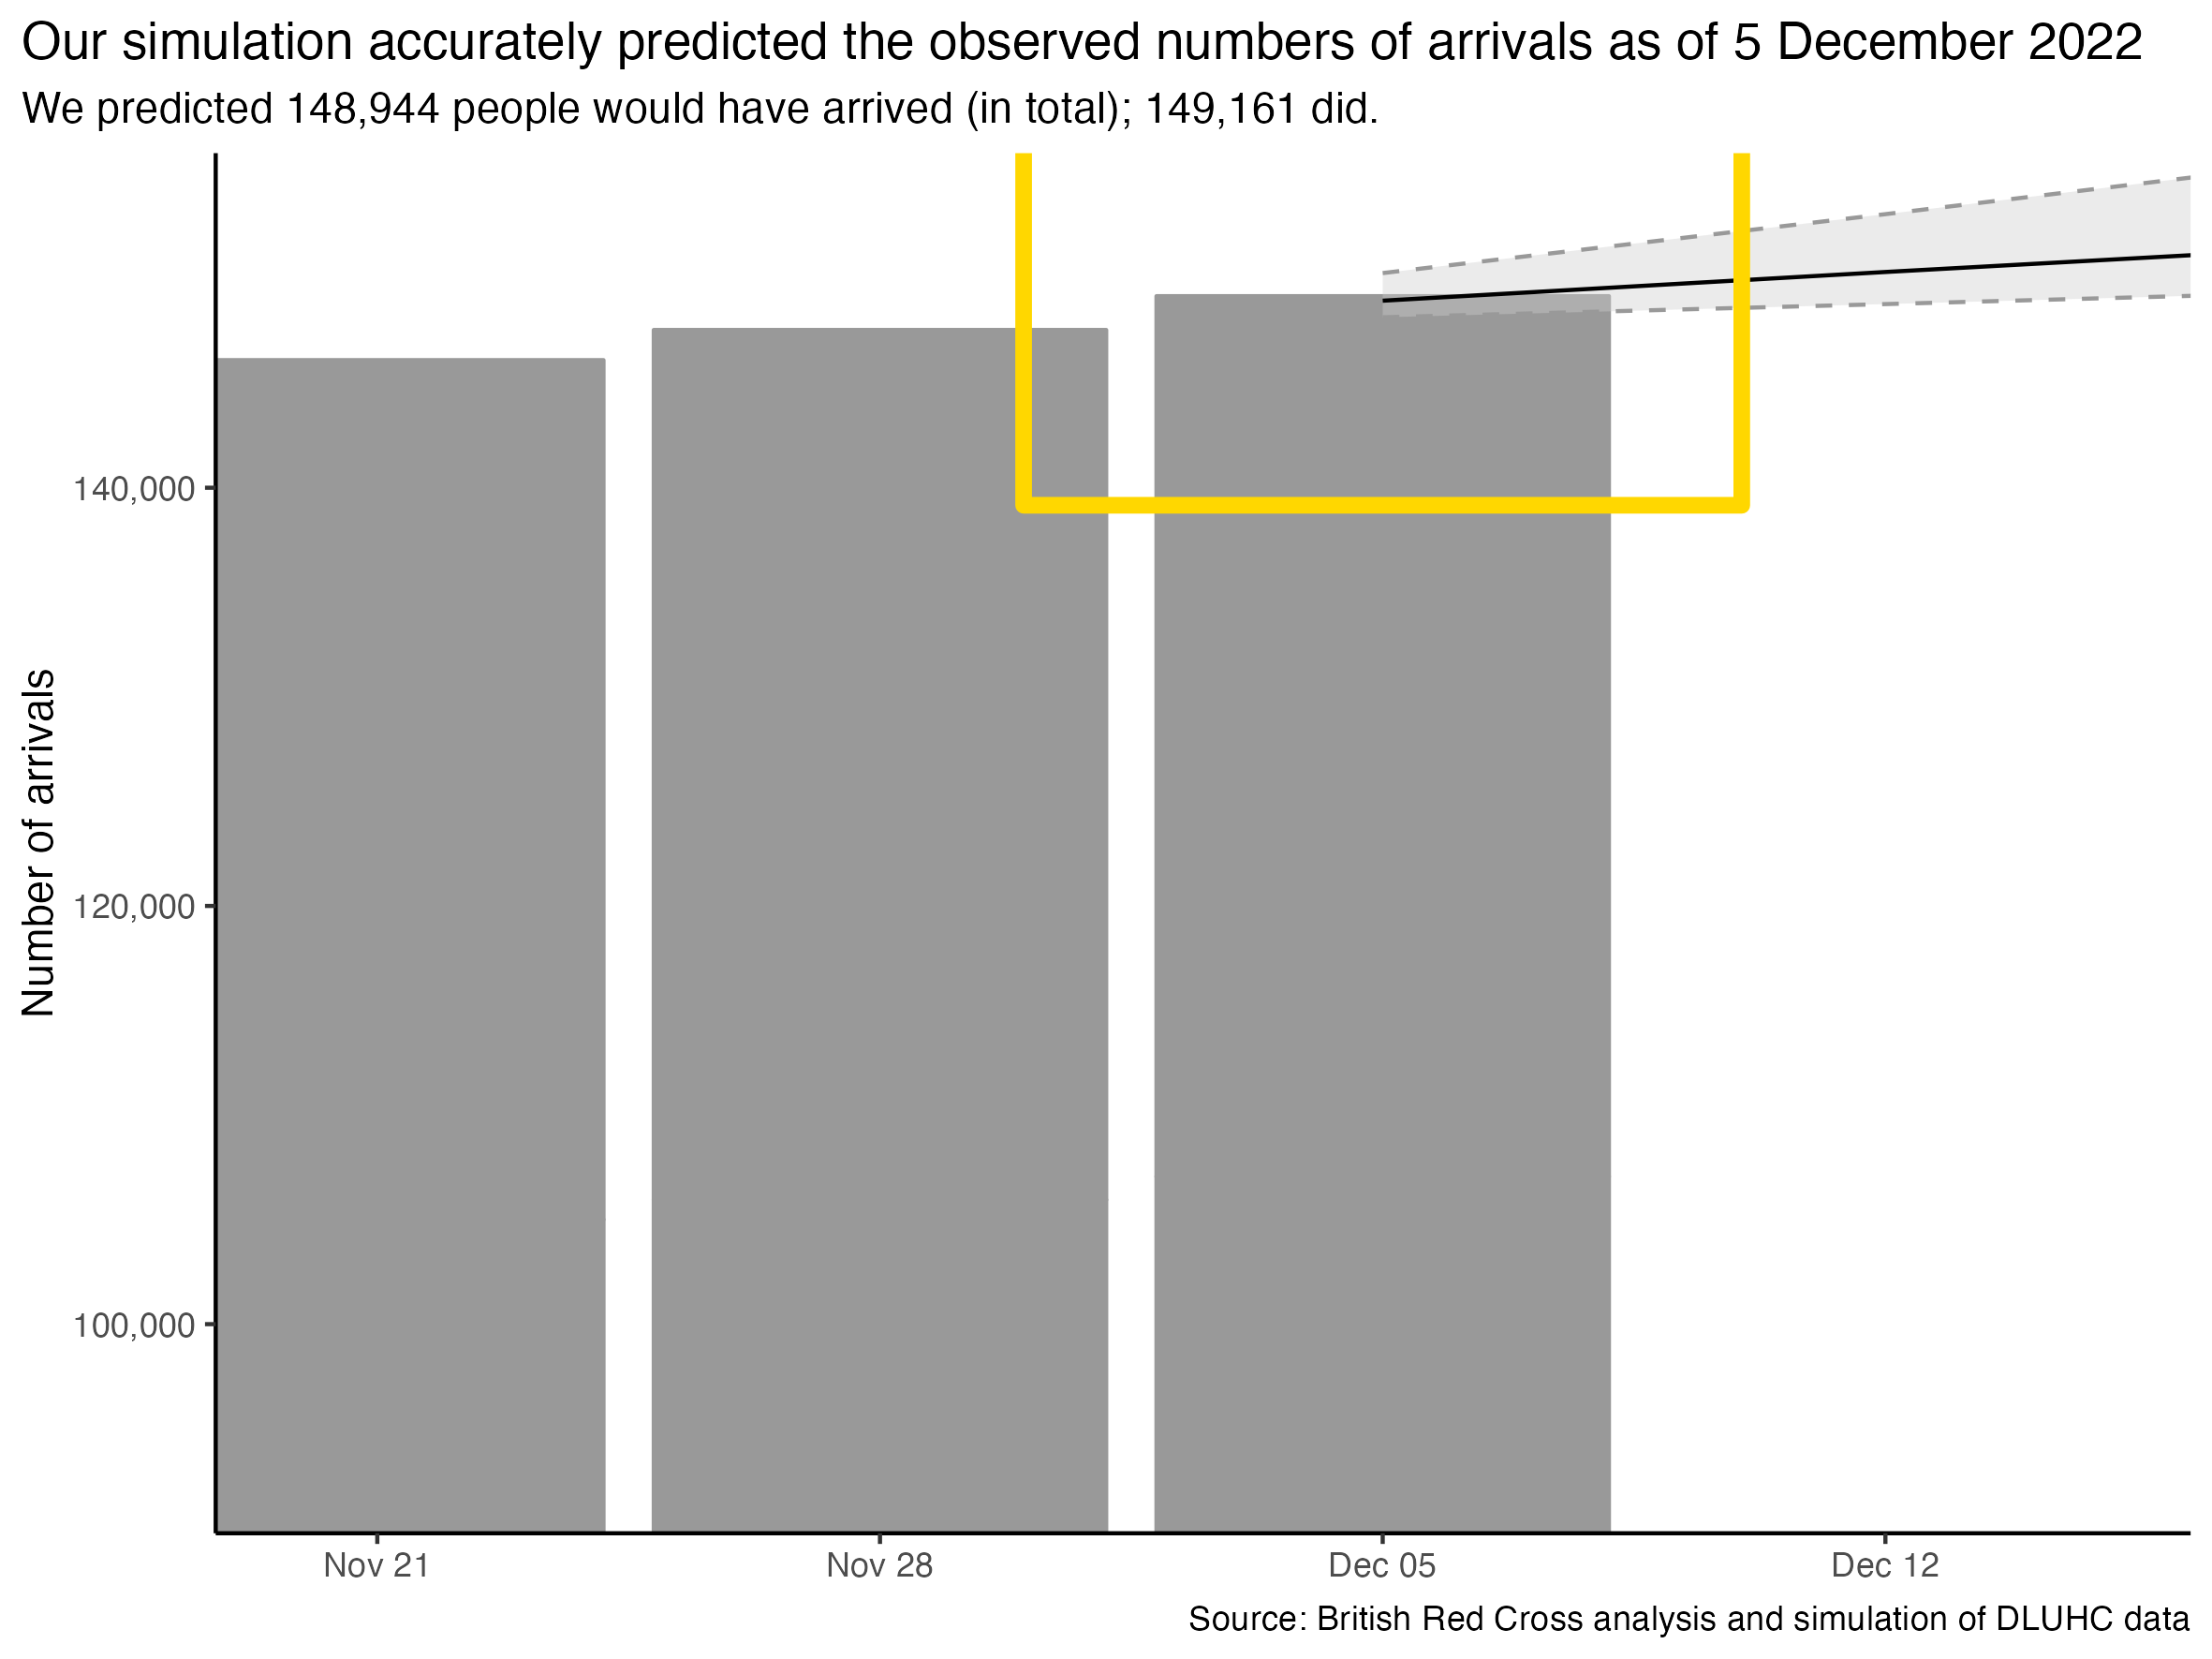 Our simulation accurately predicted the observed numbers of arrivals as of 5 December 2022
We predicted 148,944 people would have arrived (in total); 149,161 did.
Number of arrivals
140,000
120,000
100,000
Nov 21
Nov 28
Dec 05
Dec 12
Source: British Red Cross analysis and simulation of DLUHC data